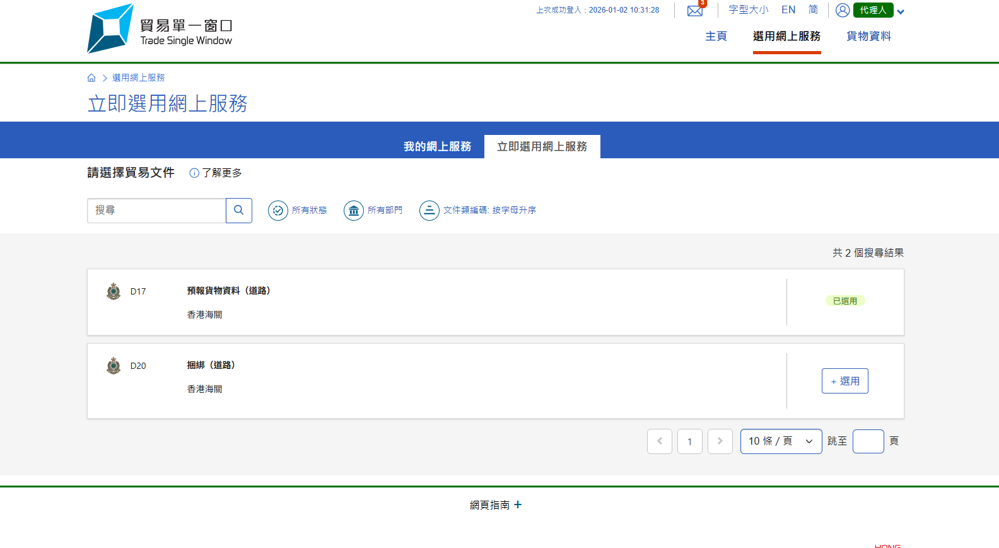 上次成功登入 : 2026-01-02 10:31:28
3
字型大小
EN
简
代理人
貿易單一窗口
Trade Single Window
主頁
選用網上服務
貨物資料
選用網上服務
立即選用網上服務
我的網上服務
立即選用網上服務
請選擇貿易文件
了解更多
搜尋
所有狀態
所有部門
文件類編碼: 按字母升序
共 2 個搜尋結果
D17
預報貨物資料（道路）
香港海關
已選用
D20
捆綁（道路）
香港海關
+ 選用
1
10 條 / 頁
跳至
頁
網頁指南 +
HONG